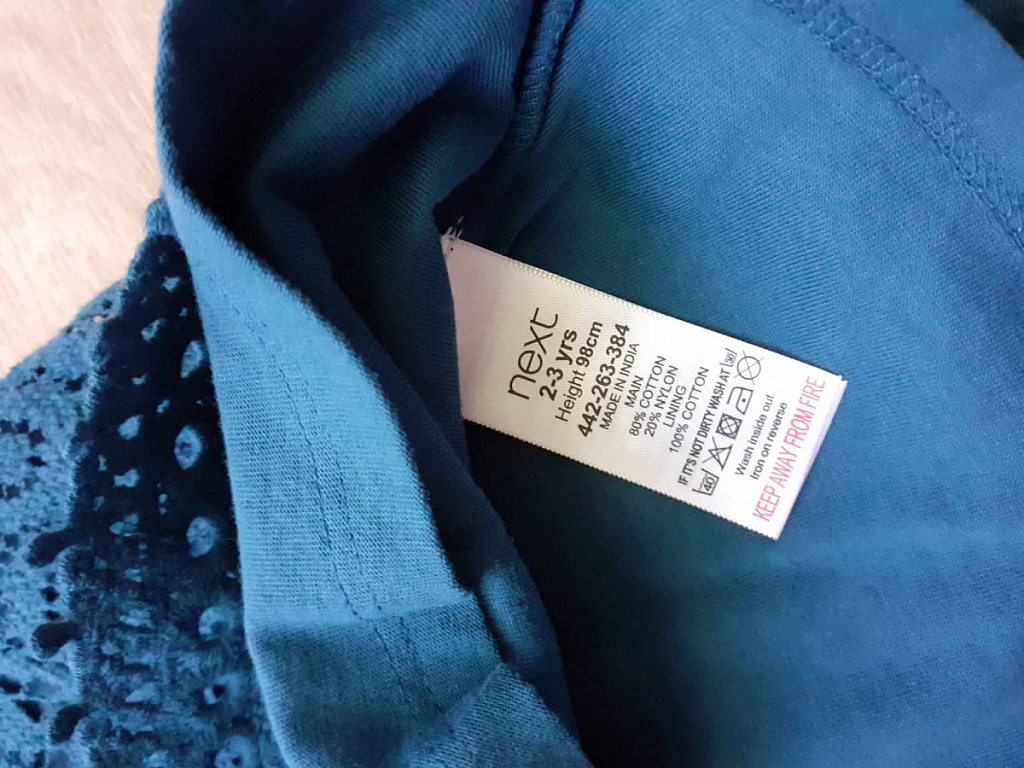 next
2-3 yrs
Height 98cm
442-263-384
MADE IN INDIA
MAIN
80% COTTON
20% NYLON
LINING
100% COTTON
IF IT'S NOT DIRTY WASH AT 30
40
Wash inside out
Iron on reverse
KEEP AWAY FROM FIRE